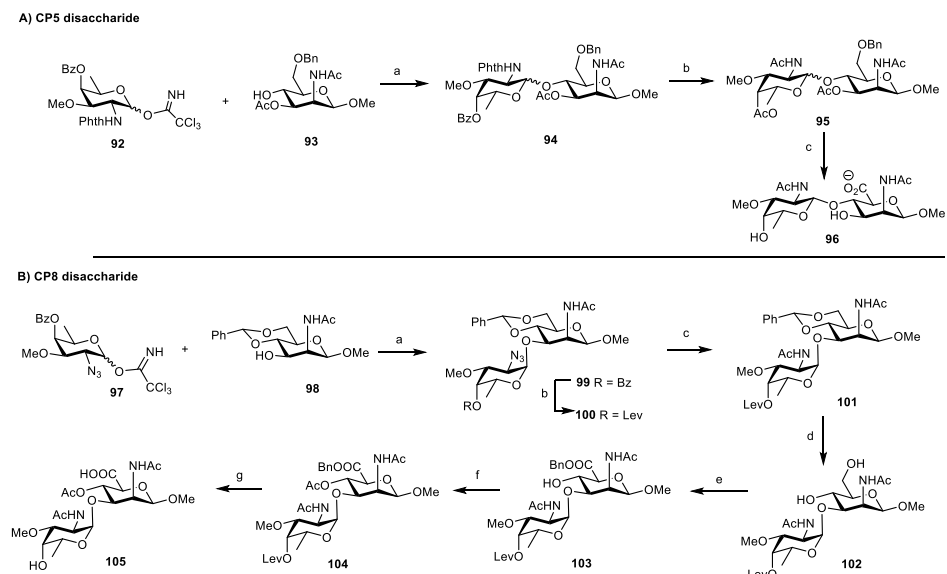 A) CP5 disaccharide
BzO
MeO
PhthN
O
O
NH
CCl3
92
+
OBn
NHAc
HO
AcO
O
OMe
93
a
OBn
PhthN
NHAc
MeO
O
O
O
AcO
OMe
BzO
94
b
OBn
AcHN
NHAc
MeO
O
O
O
AcO
OMe
AcO
95
c
AcHN
⊖
O2C
NHAc
MeO
O
O
O
HO
OMe
HO
96
B) CP8 disaccharide
BzO
MeO
N3
O
O
NH
CCl3
97
+
Ph
O
O
HO
NHAc
O
OMe
98
a
Ph
O
O
NHAc
O
OMe
O
N3
MeO
O
RO
99 R = Bz
b
100 R = Lev
c
Ph
O
O
NHAc
O
OMe
O
AcHN
MeO
O
LevO
101
d
HOOC
NHAc
AcO
O
O
OMe
AcHN
MeO
O
HO
105
g
BnOOC
NHAc
AcO
O
O
OMe
AcHN
MeO
O
LevO
104
f
BnOOC
NHAc
HO
O
O
OMe
AcHN
MeO
O
LevO
103
e
OH
NHAc
HO
O
O
OMe
AcHN
MeO
O
LevO
102